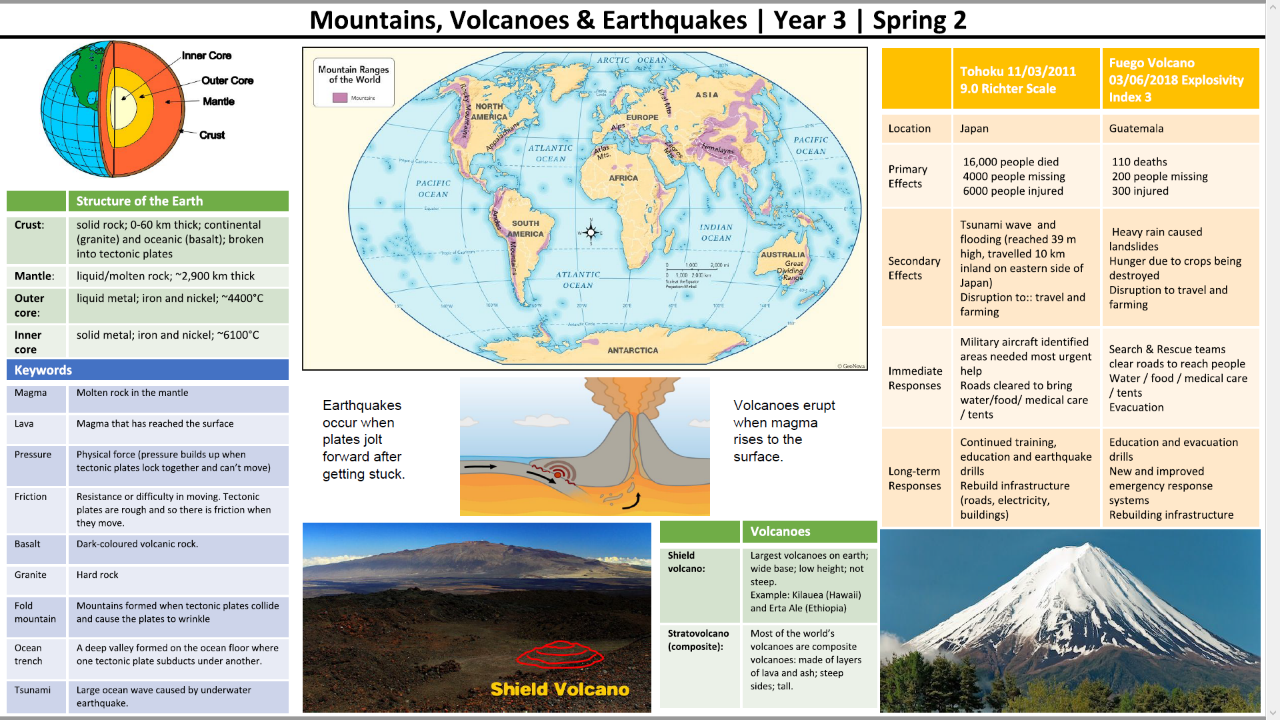 Mountains, Volcanoes & Earthquakes | Year 3 | Spring 2
Inner Core
Outer Core
Mantle
Crust
Structure of the Earth
Crust:
solid rock; 0-60 km thick; continental
(granite) and oceanic (basalt); broken
into tectonic plates
Mantle:
liquid/molten rock; ~2,900 km thick
Outer
core:
liquid metal; iron and nickel; ~4400°C
Inner
core
solid metal; iron and nickel; ~6100°C
Keywords
Magma
Molten rock in the mantle
Lava
Magma that has reached the surface
Pressure
Physical force (pressure builds up when
tectonic plates lock together and can't move)
Friction
Resistance or difficulty in moving. Tectonic
plates are rough and so there is friction when
they move.
Basalt
Dark coloured volcanic rock.
Granite
Hard rock
Fold
mountain
Mountains formed when tectonic plates collide
and cause the plates to wrinkle
Ocean
trench
A deep valley formed on the ocean floor where
one tectonic plate subducts under another.
Tsunami
Large ocean wave caused by underwater
earthquake.
Mountain Ranges
of the World
Mountains
ARCTIC OCEAN
NORTH
AMERICA
Rocky Mountains
Appalachians
EUROPE
Alps
ASIA
Himalayas
Atlas
Mts.
ATLANTIC
OCEAN
PACIFIC
OCEAN
PACIFIC
OCEAN
AFRICA
SOUTH
AMERICA
Andes Mountains
INDIAN
OCEAN
AUSTRALIA
Great
Dividing
Range
ATLANTIC
OCEAN
ANTARCTICA
© GeoNova
Earthquakes
occur when
plates jolt
forward after
getting stuck.
Volcanoes erupt
when magma
rises to the
surface.
Shield Volcano
Volcanoes
Shield
volcano:
Largest volcanoes on earth;
wide base; low height; not
steep.
Example: Kilauea (Hawaii)
and Erta Ale (Ethiopia)
Stratovolcano
(composite):
Most of the world's
volcanoes are composite
volcanoes: made of layers
of lava and ash; steep
sides; tall.
Tohoku 11/03/2011
9.0 Richter Scale
Fuego Volcano
03/06/2018 Explosivity
Index 3
Location
Japan
Guatemala
Primary
Effects
16,000 people died
4000 people missing
6000 people injured
110 deaths
200 people missing
300 injured
Secondary
Effects
Tsunami wave and
flooding (reached 39 m
high, travelled 10 km
inland on eastern side of
Japan)
Disruption to:: travel and
farming
Heavy rain caused
landslides
Hunger due to crops being
destroyed
Disruption to travel and
farming
Immediate
Responses
Military aircraft identified
areas needed most urgent
help
Roads cleared to bring
water/food/ medical care
/ tents
Search & Rescue teams
clear roads to reach people
Water / food / medical care
/ tents
Evacuation
Long-term
Responses
Continued training,
education and earthquake
drills
Rebuild infrastructure
(roads, electricity,
buildings)
Education and evacuation
drills
New and improved
emergency response
systems
Rebuilding infrastructure